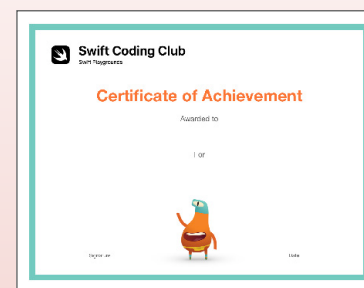 Swift Coding Club
Swift Playgrounds
Certificate of Achievement
Awarded to
For
Signature
Date